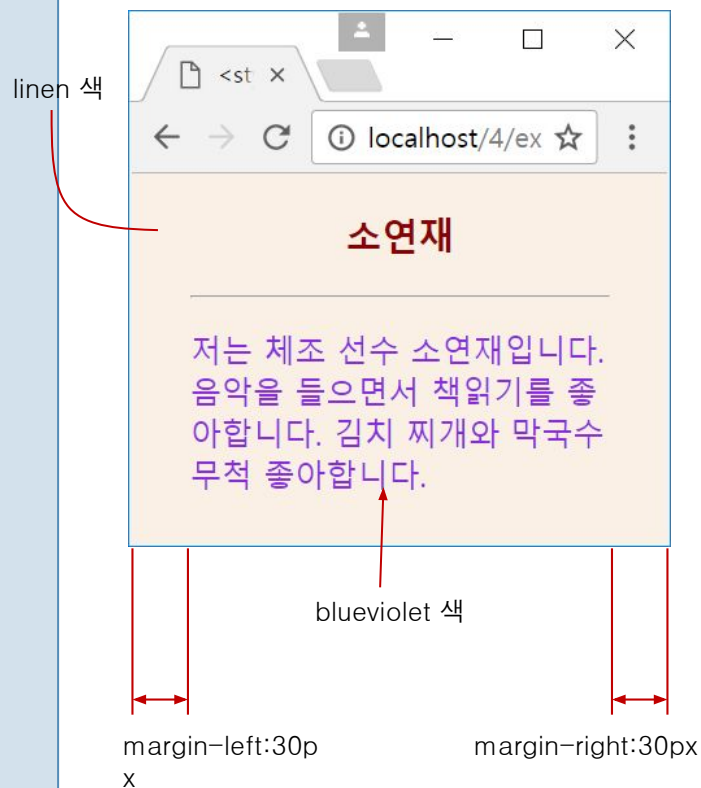 <st
localhost/4/ex
linen 색
소연재
저는 체조 선수 소연재입니다.
음악을 들으면서 책읽기를 좋
아합니다. 김치 찌개와 막국수
무척 좋아합니다.
blueviolet 색
margin-left:30p
x
margin-right:30px